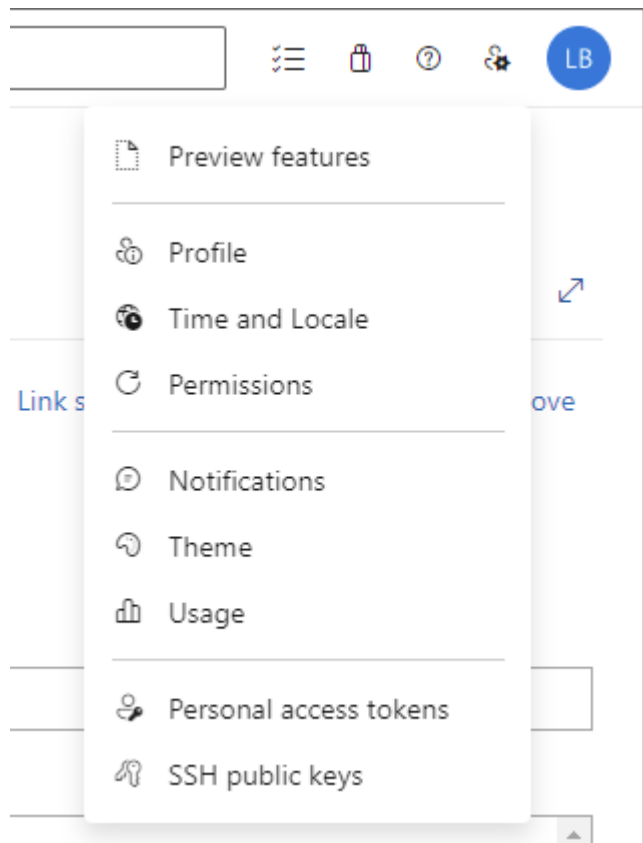 LB
Preview features
Profile
Time and Locale
Permissions
Link s
ove
Notifications
Theme
Usage
Personal access tokens
SSH public keys